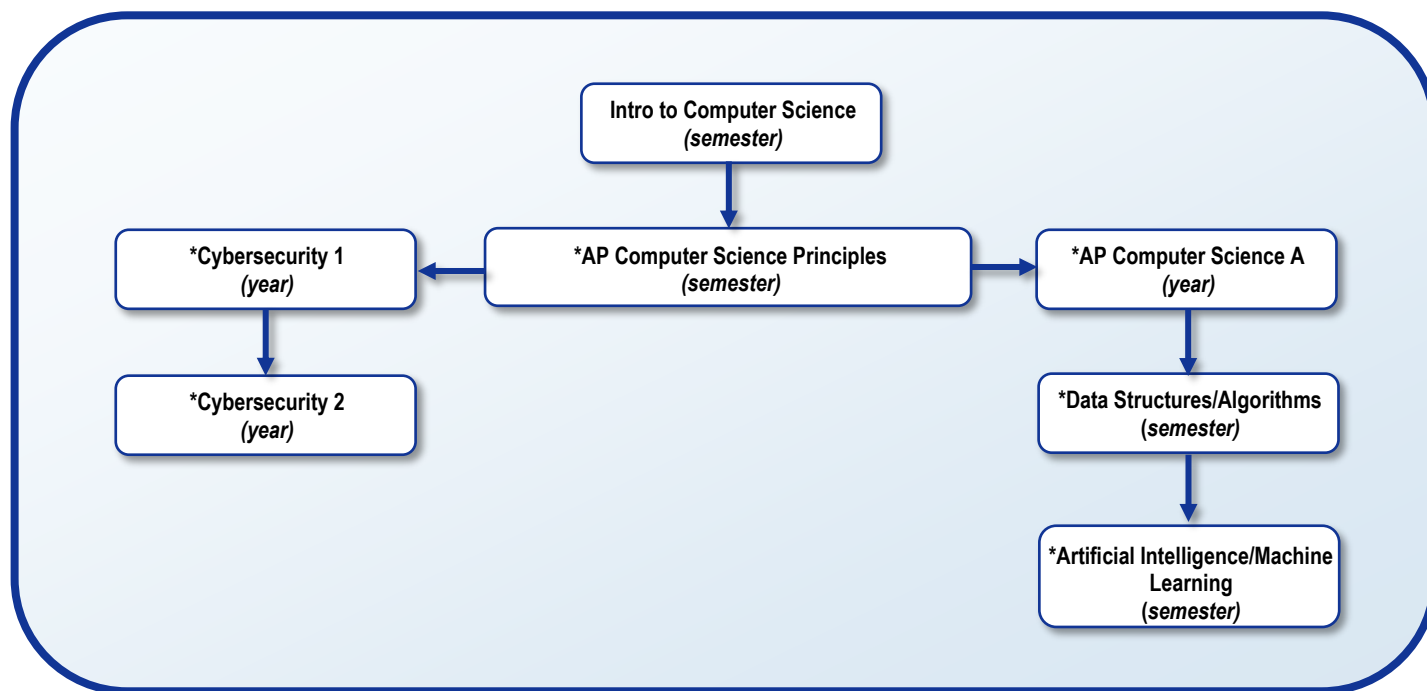 Intro to Computer Science
(semester)
*Cybersecurity 1
(year)
*AP Computer Science Principles
(semester)
*AP Computer Science A
(year)
*Cybersecurity 2
(year)
*Data Structures/Algorithms
(semester)
*Artificial Intelligence/Machine
Learning
(semester)